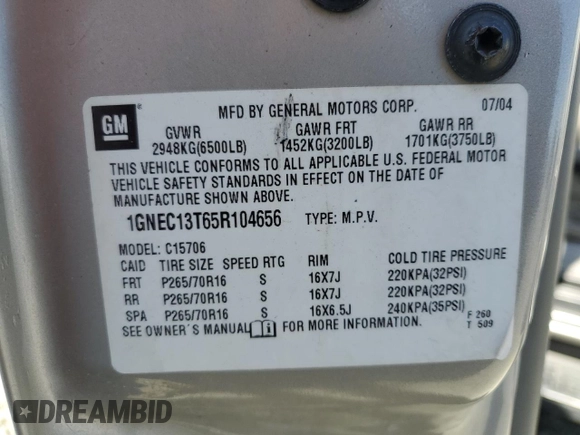 GM
MFD BY GENERAL MOTORS CORP. 07/04
GVWR GAWR FRT GAWR RR
2948KG(6500LB) 1452KG(3200LB) 1701KG(3750LB)
THIS VEHICLE CONFORMS TO ALL APPLICABLE U.S. FEDERAL MOTOR
VEHICLE SAFETY STANDARDS IN EFFECT ON THE DATE OF
MANUFACTURE SHOWN ABOVE.
1GNEC13T65R104656 TYPE: M.P.V.
MODEL: C15706
CAID TIRE SIZE SPEED RTG RIM COLD TIRE PRESSURE
FRT P265/70R16 S 16X7J 220KPA(32PSI)
RR P265/70R16 S 16X7J 220KPA(32PSI)
SPA P265/70R16 S 16X6.5J 240KPA(35PSI)
SEE OWNER'S MANUAL FOR MORE INFORMATION.
F 260
T 509
DREAMBID